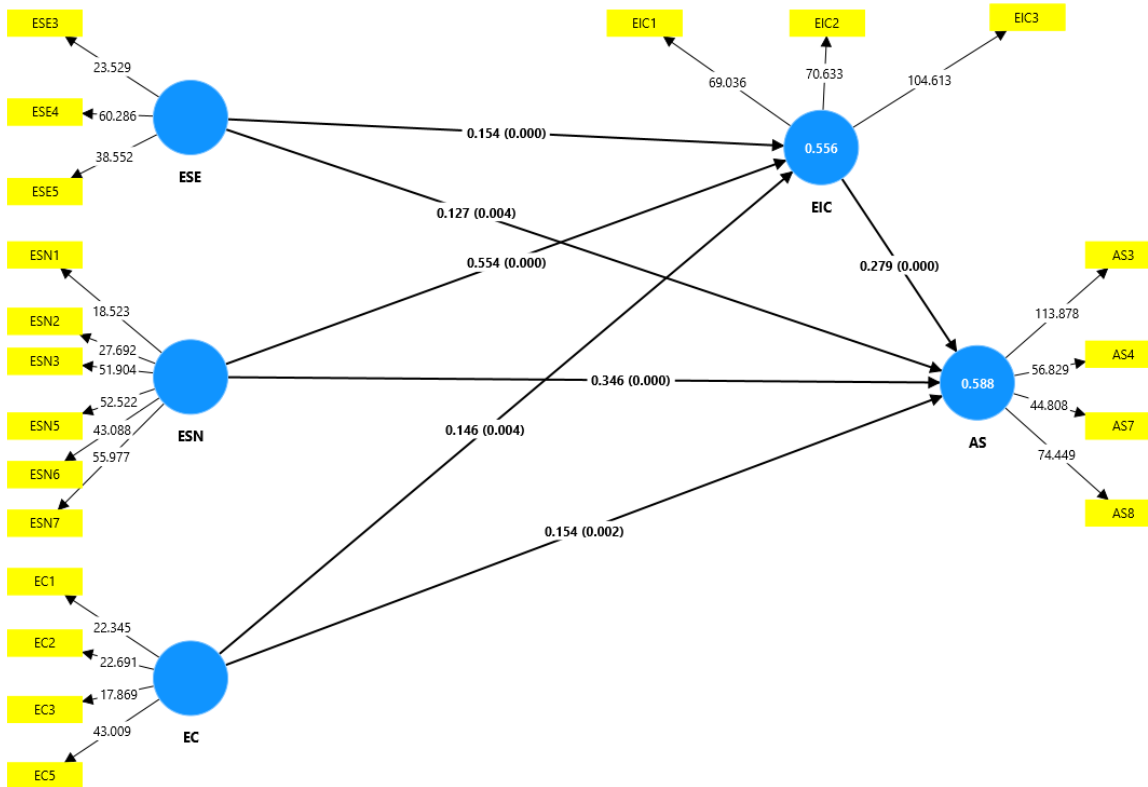 ESE3
23.529
ESE4
60.286
38.552
ESE5
ESE
EIC1
EIC2
EIC3
69.036
70.633
104.613
0.556
EIC
0.154 (0.000)
0.127 (0.004)
0.554 (0.000)
0.279 (0.000)
ESN1
18.523
ESN2
27.692
ESN3
51.904
52.522
ESN5
43.088
55.977
ESN6
ESN7
ESN
0.346 (0.000)
0.146 (0.004)
0.154 (0.002)
0.588
AS
AS3
113.878
AS4
56.829
44.808
AS7
74.449
AS8
EC1
22.345
EC2
22.691
17.869
EC3
43.009
EC5
EC